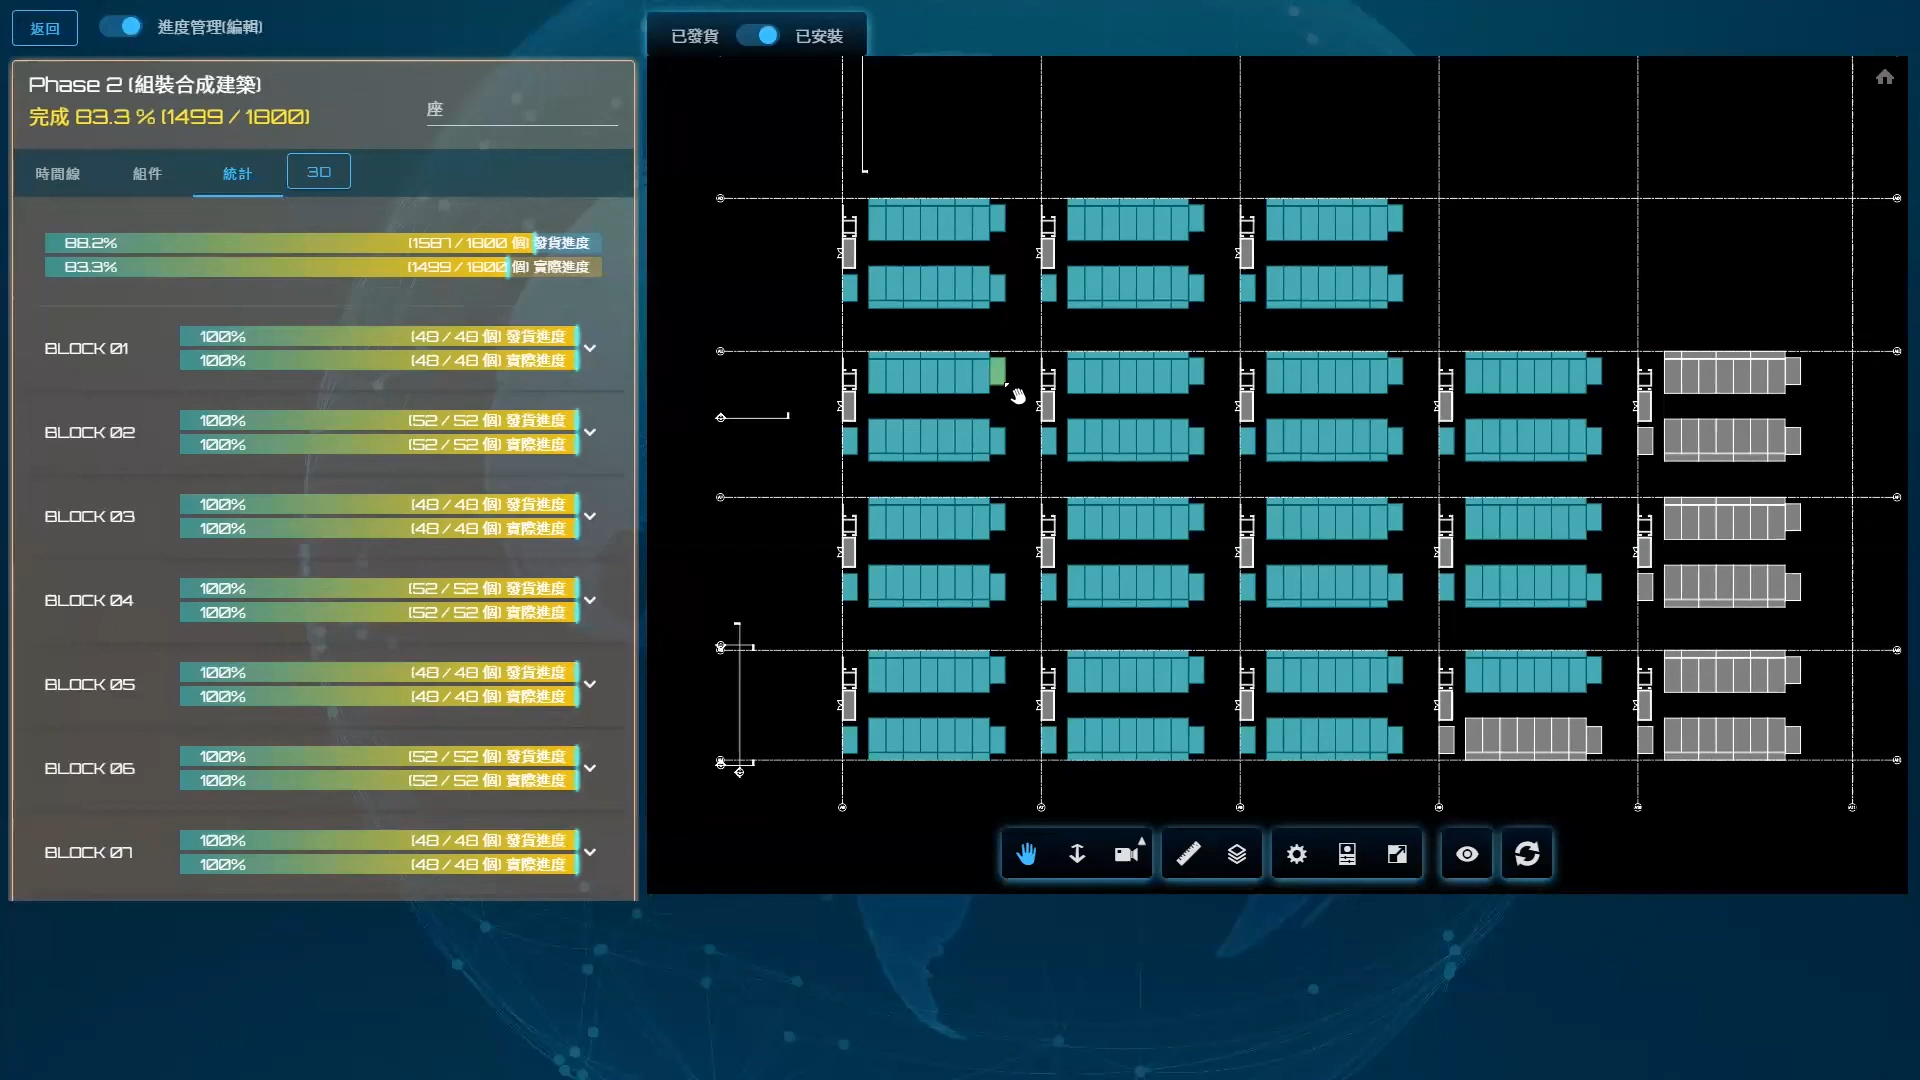 返回
進度管理(編輯)
已發貨
已安裝
Phase 2 (組裝合成建築)
完成 83.3 % (1499 / 1800)
座
時間線
組件
統計
3D
88.2% (1587 / 1800 個) 發貨進度
83.3% (1499 / 1800 個) 實際進度
BLOCK 01
100% (48 / 48 個) 發貨進度
100% (48 / 48 個) 實際進度
BLOCK 02
100% (52 / 52 個) 發貨進度
100% (52 / 52 個) 實際進度
BLOCK 03
100% (48 / 48 個) 發貨進度
100% (48 / 48 個) 實際進度
BLOCK 04
100% (52 / 52 個) 發貨進度
100% (52 / 52 個) 實際進度
BLOCK 05
100% (48 / 48 個) 發貨進度
100% (48 / 48 個) 實際進度
BLOCK 06
100% (52 / 52 個) 發貨進度
100% (52 / 52 個) 實際進度
BLOCK 07
100% (48 / 48 個) 發貨進度
100% (48 / 48 個) 實際進度